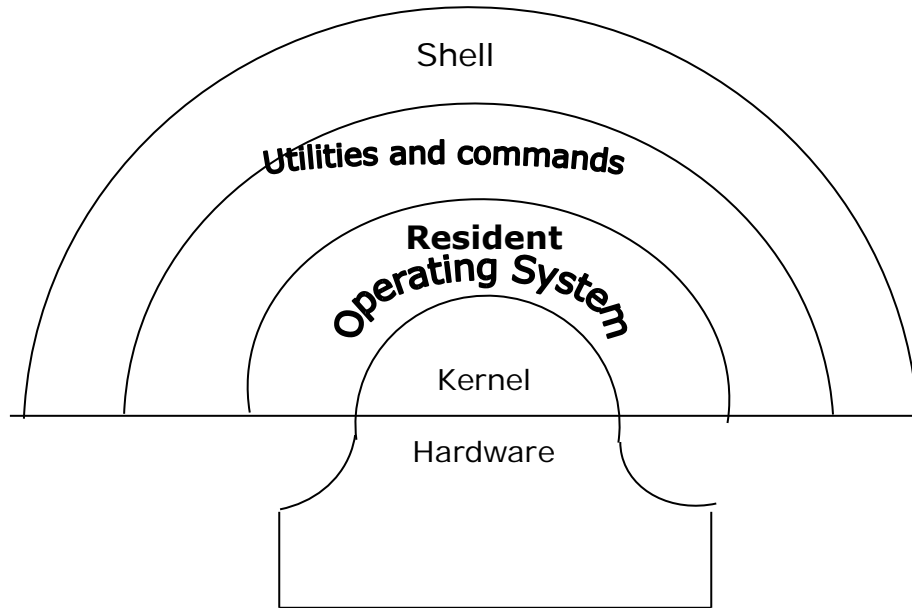 Shell
Utilities and commands
Resident
Operating System
Kernel
Hardware